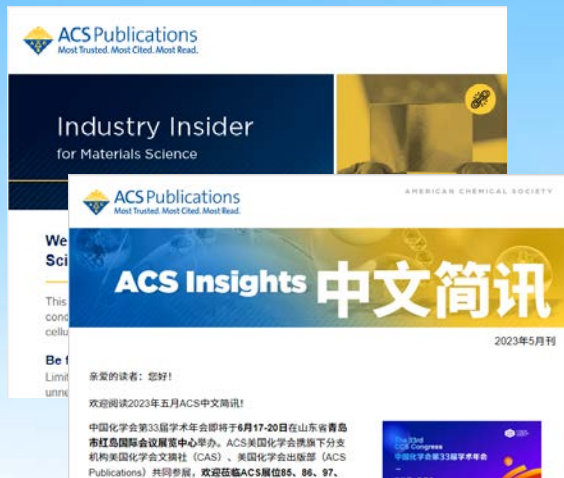 ACS Publications
Most Trusted. Most Cited. Most Read.
Industry Insider
for Materials Science
We
Sci
This
cond
cellu
Be f
Limit
unne
ACS Publications
Most Trusted. Most Cited. Most Read.
AMERICAN CHEMICAL SOCIETY
ACS Insights 中文简讯
2023年5月刊
亲爱的读者：您好！
欢迎阅读2023年五月ACS中文简讯！
中国化学会第33届学术年会即将于6月17-20日在山东省青岛
市红岛国际会议展览中心举办。ACS美国化学会携旗下分支
机构美国化学会文摘社（CAS）、美国化学会出版部（ACS
Publications）共同参展，欢迎莅临ACS展位85、86、97、
The 33rd
CCS Congress
中国化学会第33届学术年会